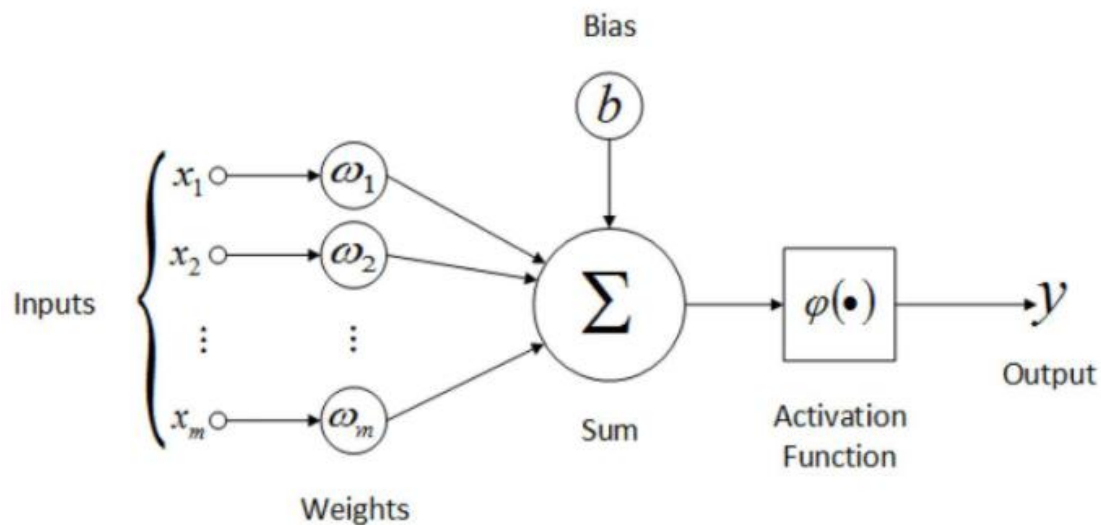 Bias
b
x₁ ω₁
x₂ ω₂
Inputs
⋮ ⋮
Σ
φ(•)
y
Output
xₘ ωₘ
Sum
Activation
Function
Weights